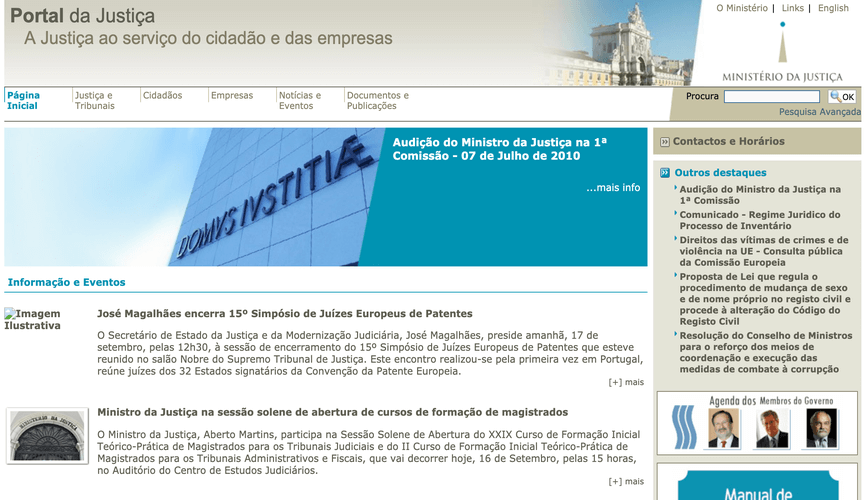 Portal da Justiça
A Justiça ao serviço do cidadão e das empresas
O Ministério | Links | English
MINISTÉRIO DA JUSTIÇA
Página
Inicial
Justiça e
Tribunais
Cidadãos
Empresas
Notícias e
Eventos
Documentos e
Publicações
Procura
OK
Pesquisa Avançada
DOMVS IVSTITIÆ
Audição do Ministro da Justiça na 1ª
Comissão - 07 de Julho de 2010
...mais info
Contactos e Horários
Outros destaques
Audição do Ministro da Justiça na
1ª Comissão
Comunicado - Regime Juridico do
Processo de Inventário
Direitos das vítimas de crimes e de
violência na UE - Consulta pública
da Comissão Europeia
Proposta de Lei que regula o
procedimento de mudança de sexo
e de nome próprio no registo civil e
procede à alteração do Código do
Registo Civil
Resolução do Conselho de Ministros
para o reforço dos meios de
coordenação e execução das
medidas de combate à corrupção
Agenda dos Membros do Governo
Manual de
Informação e Eventos
Imagem
Ilustrativa
José Magalhães encerra 15º Simpósio de Juízes Europeus de Patentes
O Secretário de Estado da Justiça e da Modernização Judiciária, José Magalhães, preside amanhã, 17 de
setembro, pelas 12h30, à sessão de encerramento do 15º Simpósio de Juízes Europeus de Patentes que esteve
reunido no salão Nobre do Supremo Tribunal de Justiça. Este encontro realizou-se pela primeira vez em Portugal,
reúne juízes dos 32 Estados signatários da Convenção da Patente Europeia.
[+] mais
MINISTERIO DA JUSTIÇA
Ministro da Justiça na sessão solene de abertura de cursos de formação de magistrados
O Ministro da Justiça, Aberto Martins, participa na Sessão Solene de Abertura do XXIX Curso de Formação Inicial
Teórico-Prática de Magistrados para os Tribunais Judiciais e do II Curso de Formação Inicial Teórico-Prática de
Magistrados para os Tribunais Administrativos e Fiscais, que vai decorrer hoje, 16 de Setembro, pelas 15 horas,
no Auditório do Centro de Estudos Judiciários.
[+] mais